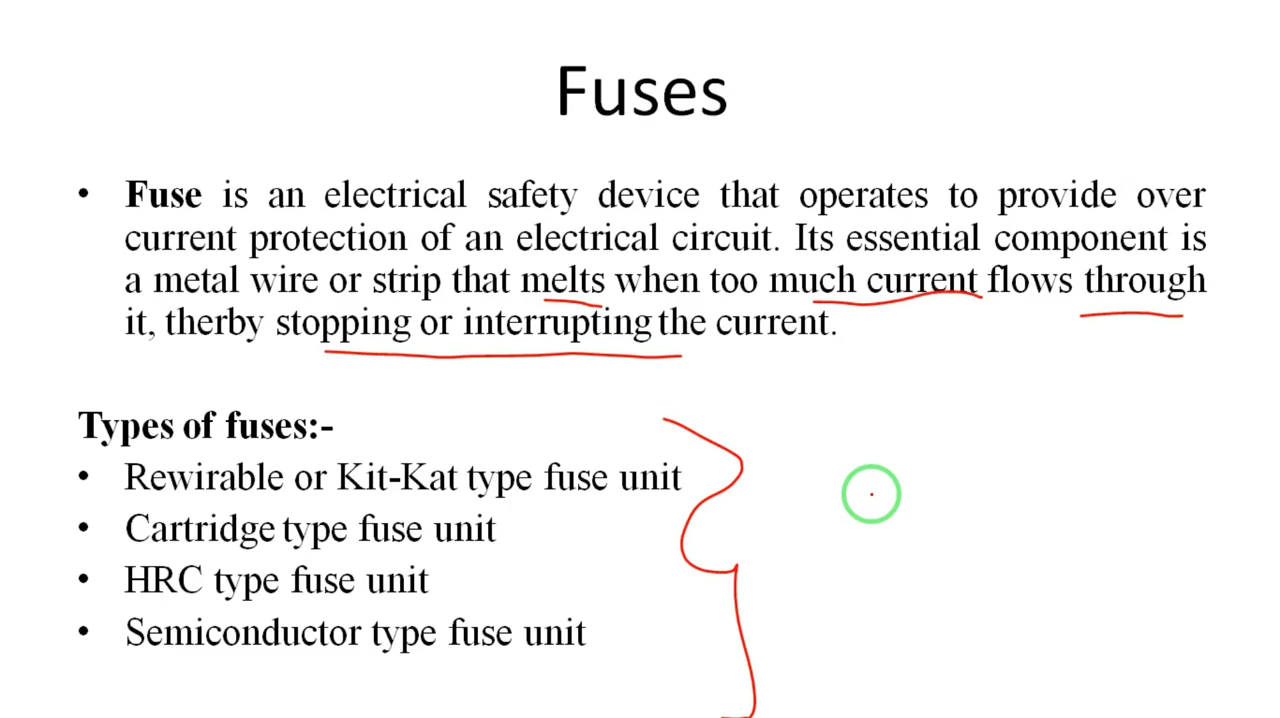 Fuses
• Fuse is an electrical safety device that operates to provide over
current protection of an electrical circuit. Its essential component is
a metal wire or strip that melts when too much current flows through
it, therby stopping or interrupting the current.
Types of fuses:-
• Rewirable or Kit-Kat type fuse unit
• Cartridge type fuse unit
• HRC type fuse unit
• Semiconductor type fuse unit